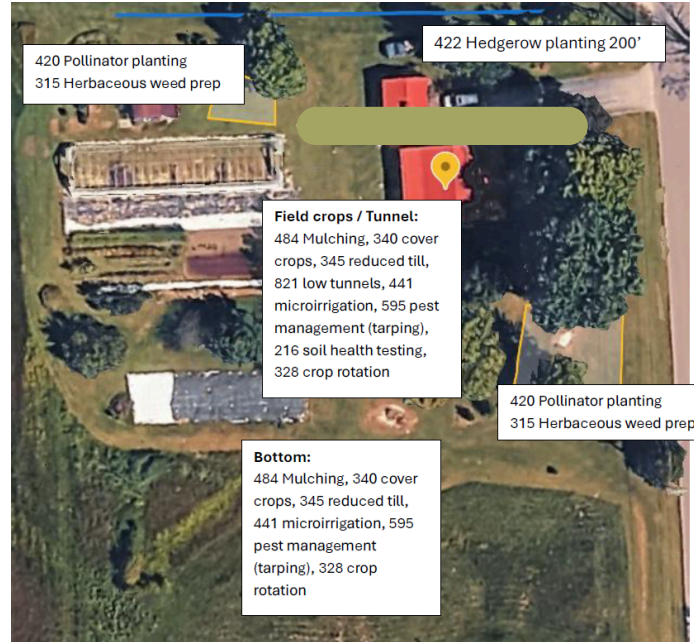 420 Pollinator planting
315 Herbaceous weed prep
422 Hedgerow planting 200’
Field crops / Tunnel:
484 Mulching, 340 cover
crops, 345 reduced till,
821 low tunnels, 441
microirrigation, 595 pest
management (tarping),
216 soil health testing,
328 crop rotation
420 Pollinator planting
315 Herbaceous weed prep
Bottom:
484 Mulching, 340 cover
crops, 345 reduced till,
441 microirrigation, 595
pest management
(tarping), 328 crop
rotation